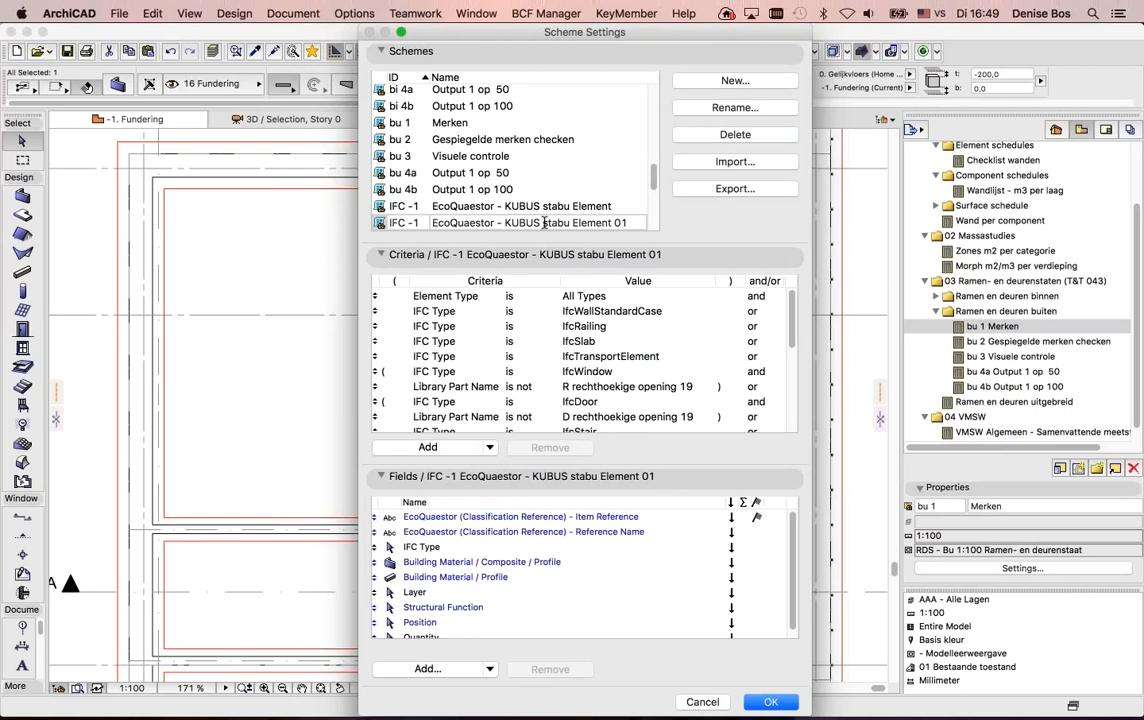 ArchiCAD File Edit View Design Document Options Teamwork Window BCF Manager KeyMember Help US Di 16:49 Denise Bos
Scheme Settings
All Selected: 1
16 Fundering
0. Gelijkvloers (Home ...
-1. Fundering (Current)
t: -200,0
b: 0,0
Select
-1. Fundering
3D / Selection, Story 0
Design
Window
Docume
More
A
1:100
171 %
Schemes
ID Name
bi 4a Output 1 op 50
bi 4b Output 1 op 100
bu 1 Merken
bu 2 Gespiegelde merken checken
bu 3 Visuele controle
bu 4a Output 1 op 50
bu 4b Output 1 op 100
IFC -1 EcoQuaestor - KUBUS stabu Element
IFC -1 EcoQuaestor - KUBUS stabu Element 01
New...
Rename...
Delete
Import...
Export...
Criteria / IFC -1 EcoQuaestor - KUBUS stabu Element 01
( Criteria Value ) and/or
Element Type is All Types and
IFC Type is IfcWallStandardCase or
IFC Type is IfcRailing or
IFC Type is IfcSlab or
IFC Type is IfcTransportElement or
( IFC Type is IfcWindow and
Library Part Name is not R rechthoekige opening 19 ) or
( IFC Type is IfcDoor and
Library Part Name is not D rechthoekige opening 19 ) or
IFC Type is IfcStair or
Add Remove
Fields / IFC -1 EcoQuaestor - KUBUS stabu Element 01
Name
EcoQuaestor (Classification Reference) - Item Reference
EcoQuaestor (Classification Reference) - Reference Name
IFC Type
Building Material / Composite / Profile
Building Material / Profile
Layer
Structural Function
Position
Quantity
Add... Remove
Cancel OK
Element schedules
Checklist wanden
Component schedules
Wandlijst - m3 per laag
Surface schedule
Wand per component
02 Massastudies
Zones m2 per categorie
Morph m2/m3 per verdieping
03 Ramen- en deurenstaten (T&T 043)
Ramen en deuren binnen
Ramen en deuren buiten
bu 1 Merken
bu 2 Gespiegelde merken checken
bu 3 Visuele controle
bu 4a Output 1 op 50
bu 4b Output 1 op 100
Ramen en deuren uitgebreid
04 VMSW
VMSW Algemeen - Samenvattende meetst
Properties
bu 1 Merken
1:100
RDS - Bu 1:100 Ramen- en deurenstaat
Settings...
AAA - Alle Lagen
1:100
Entire Model
Basis kleur
- Modelleerweergave
01 Bestaande toestand
Millimeter